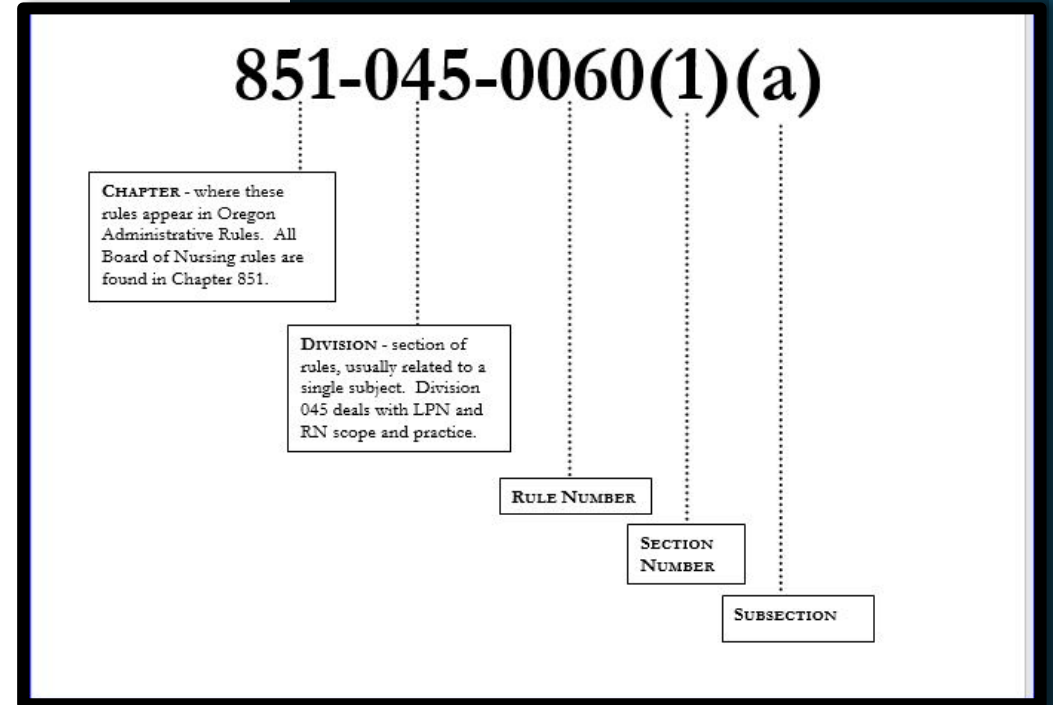 851-045-0060(1)(a)
CHAPTER - where these
rules appear in Oregon
Administrative Rules. All
Board of Nursing rules are
found in Chapter 851.
DIVISION - section of
rules, usually related to a
single subject. Division
045 deals with LPN and
RN scope and practice.
RULE NUMBER
SECTION
NUMBER
SUBSECTION